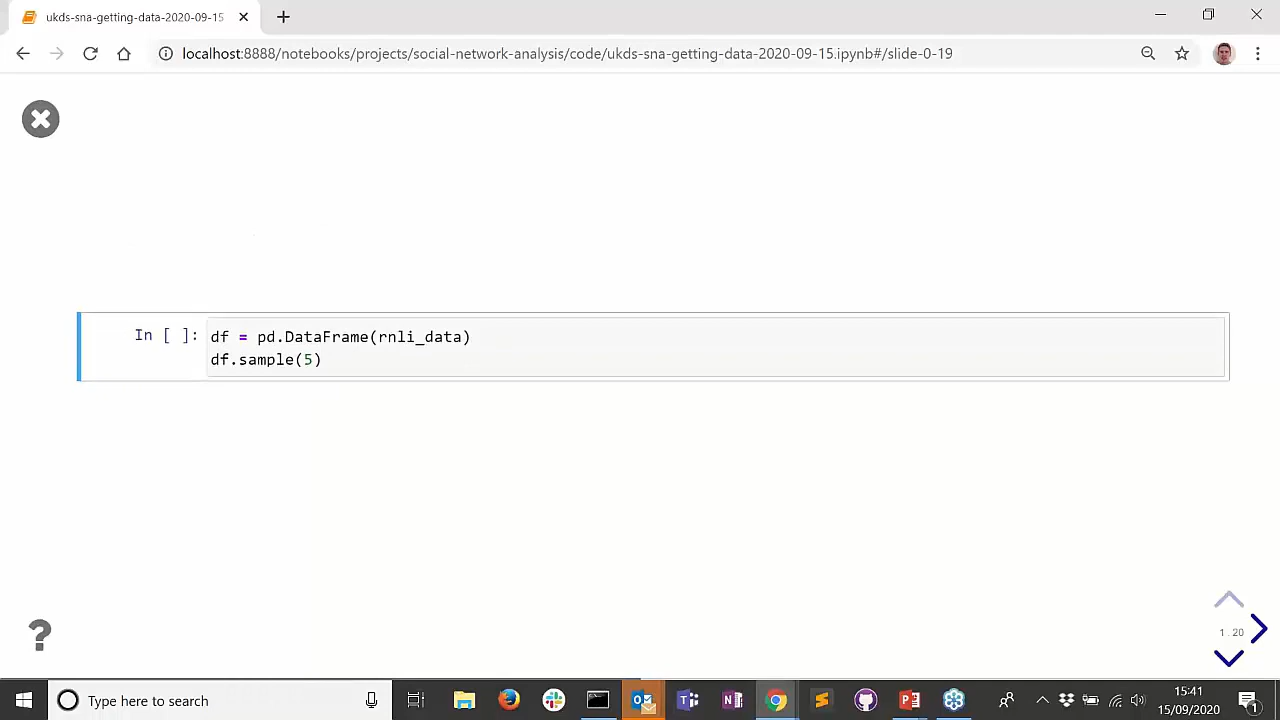 ukds-sna-getting-data-2020-09-15
localhost:8888/notebooks/projects/social-network-analysis/code/ukds-sna-getting-data-2020-09-15.ipynb#/slide-0-19
In [ ]:
df = pd.DataFrame(rnli_data)
df.sample(5)
?
1.20
Type here to search
15:41
15/09/2020
1